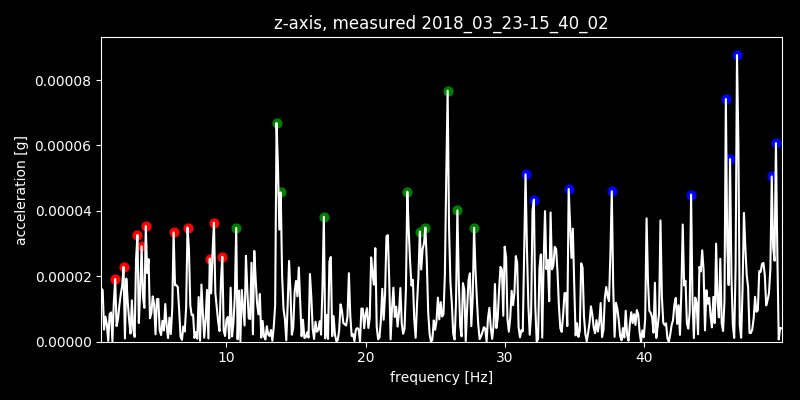 z-axis, measured 2018_03_23-15_40_02
0.00008
0.00006
0.00004
0.00002
0.00000
acceleration [g]
10 20 30 40
frequency [Hz]